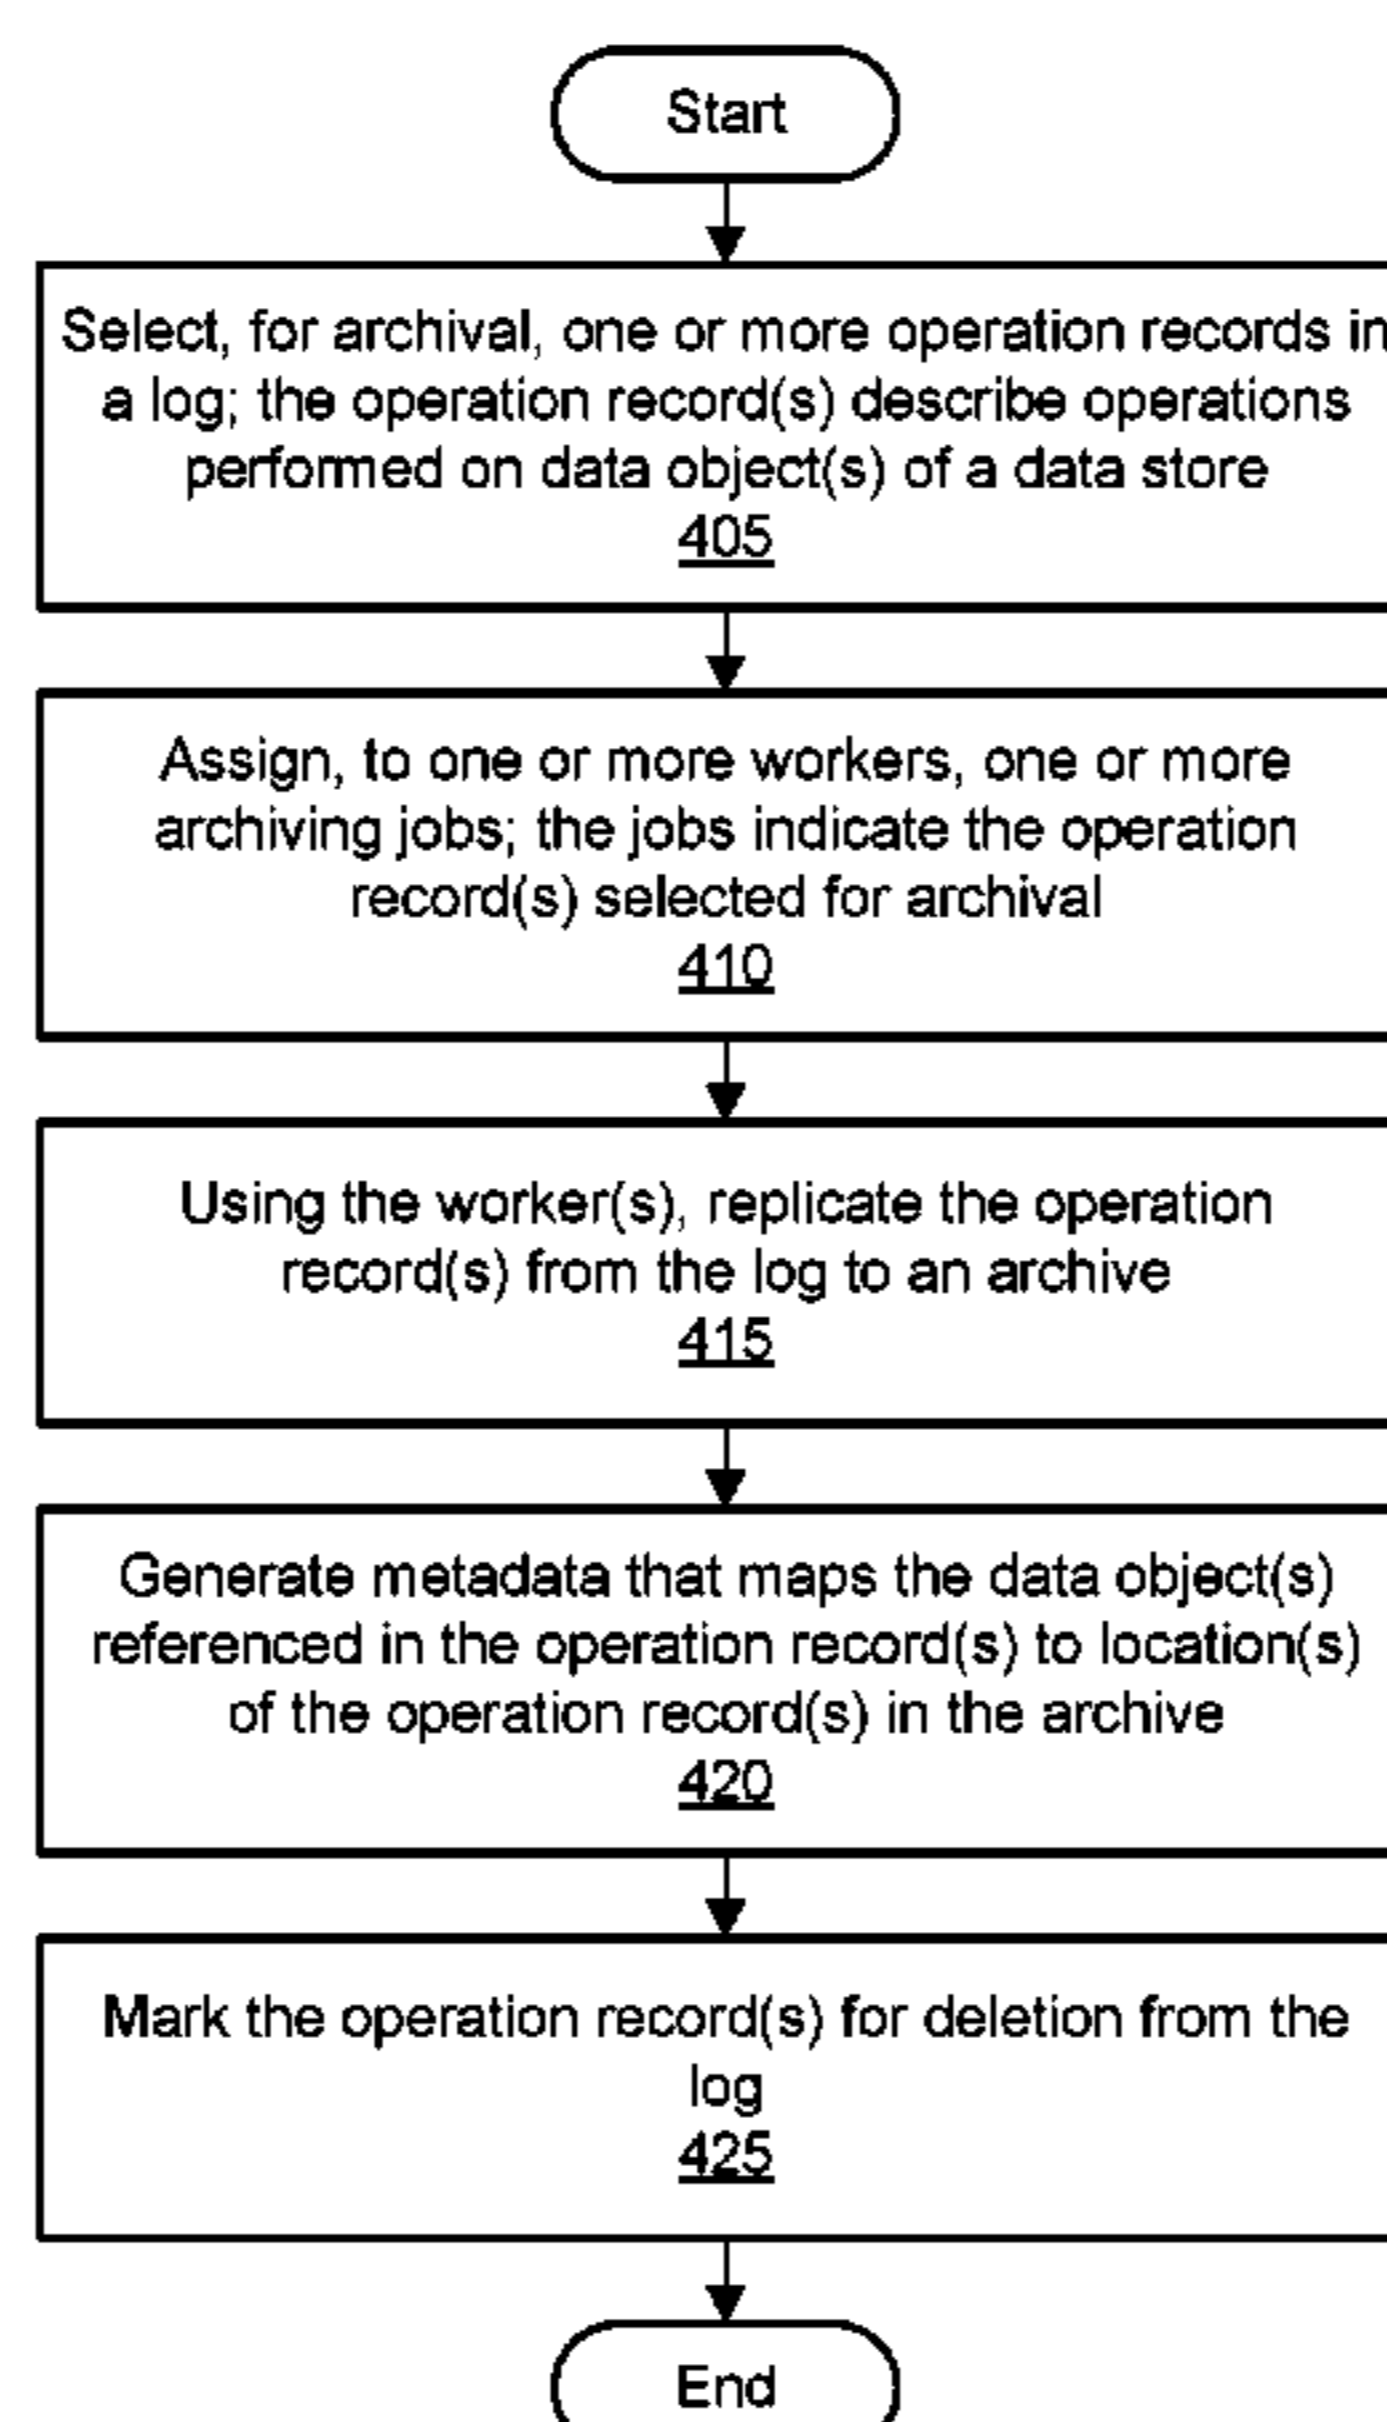 Start
Select, for archival, one or more operation records in
a log; the operation record(s) describe operations
performed on data object(s) of a data store
405
Assign, to one or more workers, one or more
archiving jobs; the jobs indicate the operation
record(s) selected for archival
410
Using the worker(s), replicate the operation
record(s) from the log to an archive
415
Generate metadata that maps the data object(s)
referenced in the operation record(s) to location(s)
of the operation record(s) in the archive
420
Mark the operation record(s) for deletion from the
log
425
End